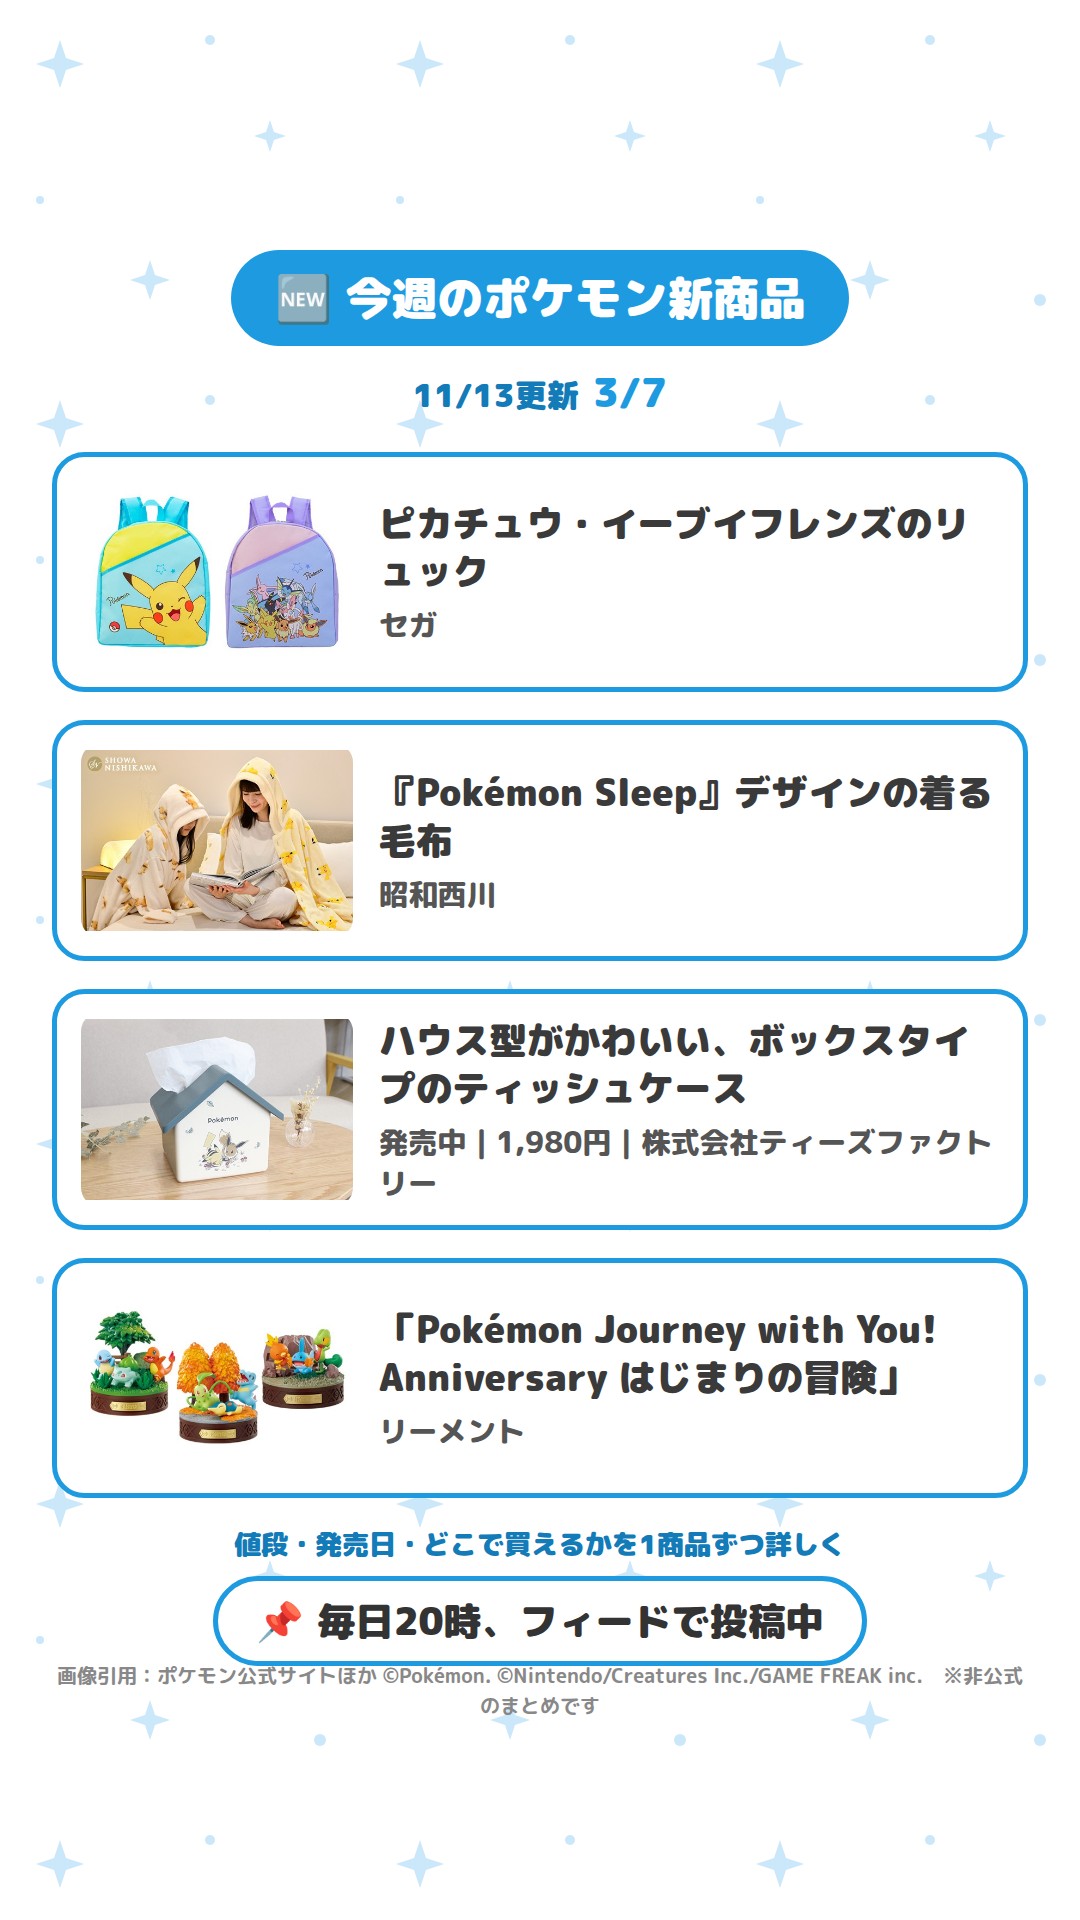 NEW 今週のポケモン新商品
11/13更新 3/7
ピカチュウ・イーブイフレンズのリ
ュック
セガ
SHOWA
NISHIKAWA
『Pokémon Sleep』デザインの着る
毛布
昭和西川
Pokémon
ハウス型がかわいい、ボックスタイ
プのティッシュケース
発売中 | 1,980円 | 株式会社ティーズファクト
リー
「Pokémon Journey with You!
Anniversary はじまりの冒険」
リーメント
値段・発売日・どこで買えるかを1商品ずつ詳しく
📌 毎日20時、フィードで投稿中
画像引用：ポケモン公式サイトほか ©Pokémon. ©Nintendo/Creatures Inc./GAME FREAK inc.　※非公式
のまとめです